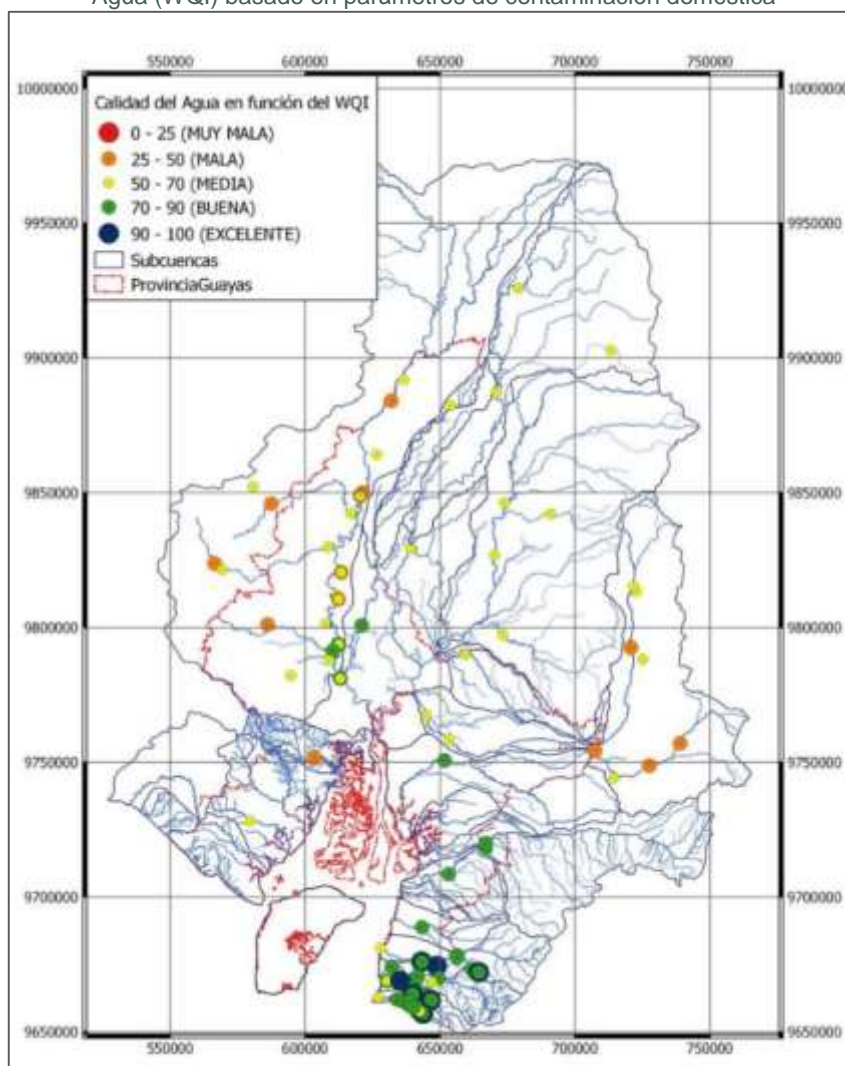 Agua (WQI) basado en parámetros de contaminación doméstica
550000 600000 650000 700000 750000
10000000 10000000
Calidad del Agua en función del WQI
0 - 25 (MUY MALA)
25 - 50 (MALA)
50 - 70 (MEDIA)
70 - 90 (BUENA)
90 - 100 (EXCELENTE)
Subcuencas
ProvinciaGuayas
9950000 9950000
9900000 9900000
9850000 9850000
9800000 9800000
9750000 9750000
9700000 9700000
9650000 9650000
550000 600000 650000 700000 750000